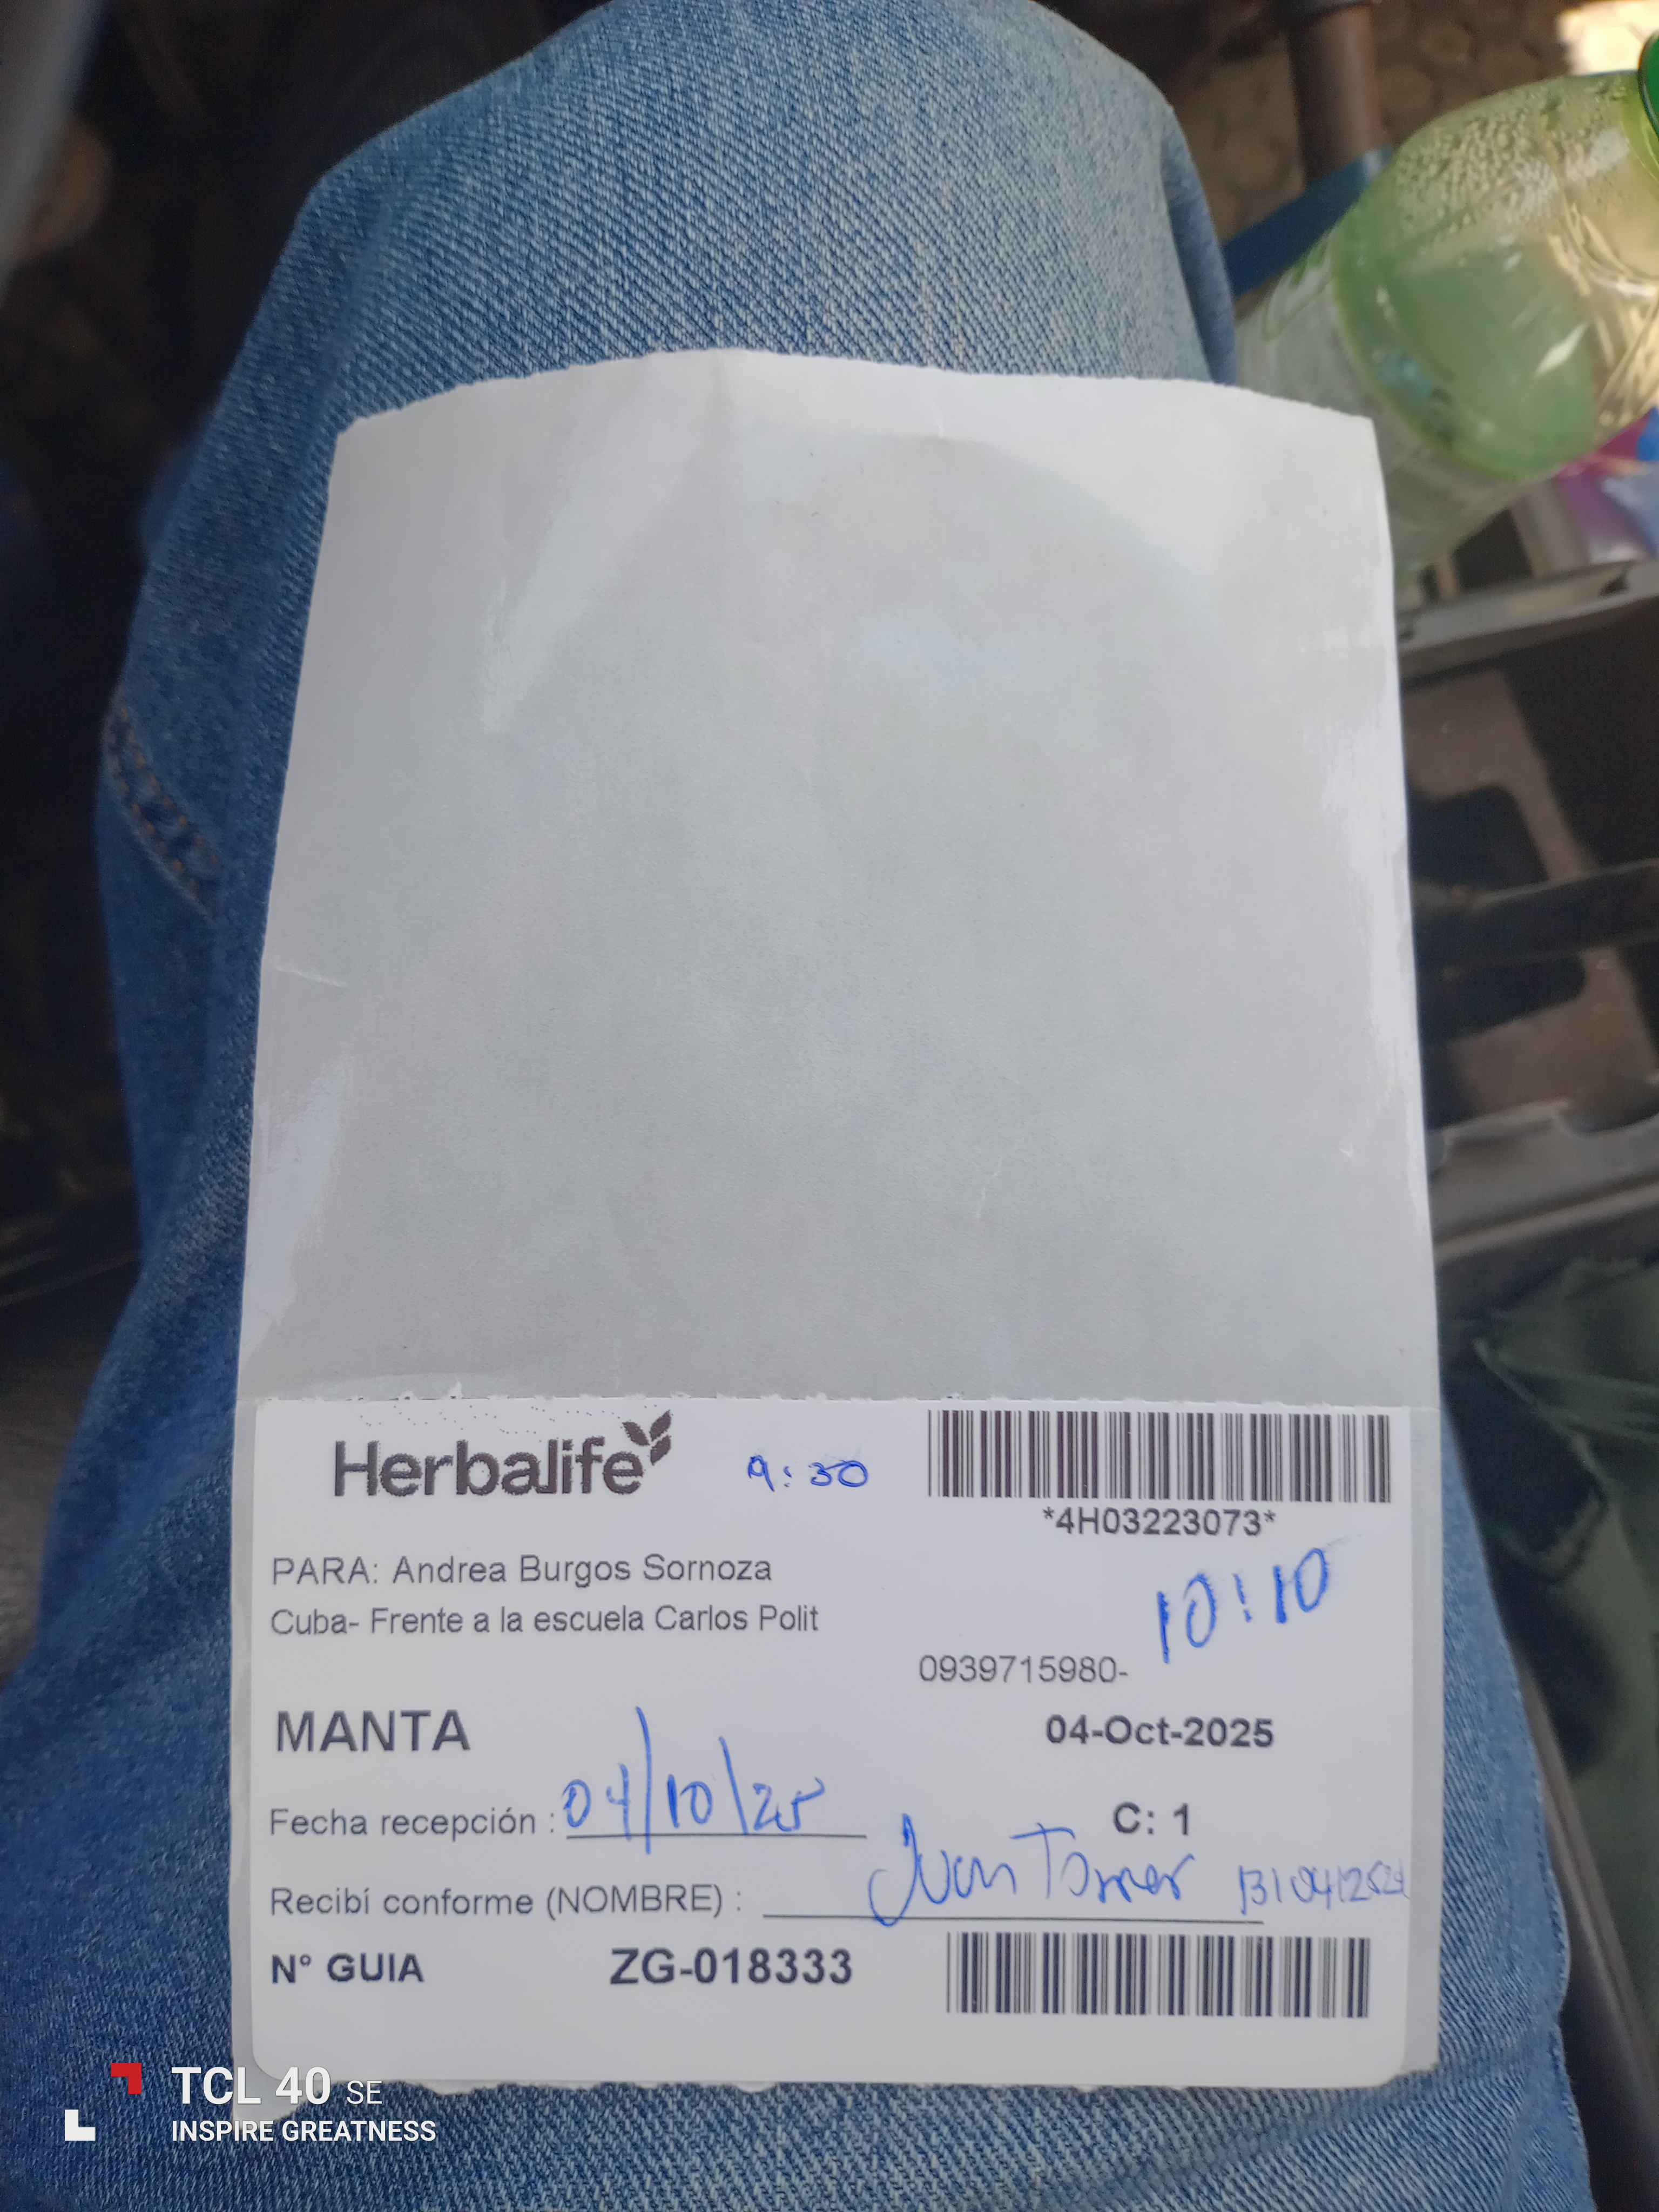 Herbalife
9:30
*4H03223073*
PARA: Andrea Burgos Sornoza
Cuba- Frente a la escuela Carlos Polit
10:10
0939715980-
MANTA
04-Oct-2025
Fecha recepción : 04/10/25
C: 1
Recibí conforme (NOMBRE) : Juan Torres
N° GUIA ZG-018333
TCL 40 SE
INSPIRE GREATNESS